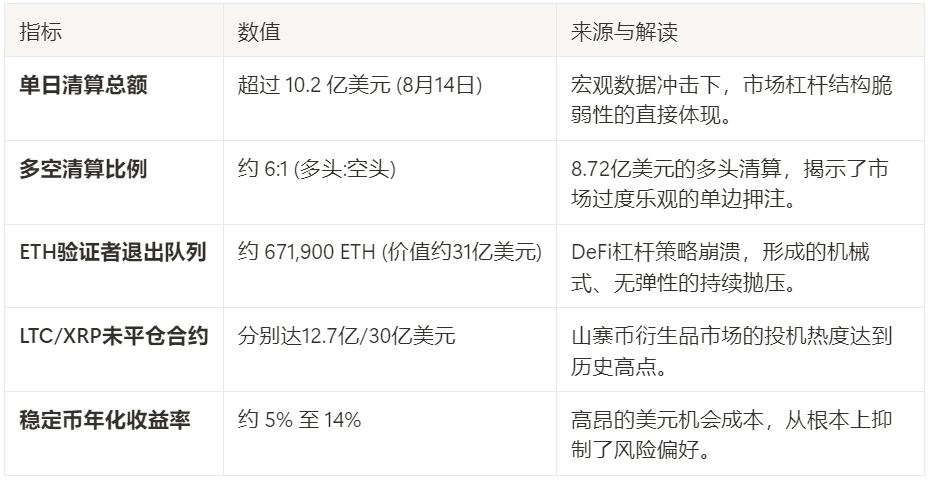 指标 数值 来源与解读
单日清算总额 超过 10.2 亿美元 (8月14日) 宏观数据冲击下，市场杠杆结构脆
弱性的直接体现。
多空清算比例 约 6:1 (多头:空头) 8.72亿美元的多头清算，揭示了市
场过度乐观的单边押注。
ETH验证者退出队列 约 671,900 ETH (价值约31亿美元) DeFi杠杆策略崩溃，形成的机械
式、无弹性的持续抛压。
LTC/XRP未平仓合约 分别达12.7亿/30亿美元 山寨币衍生品市场的投机热度达到
历史高点。
稳定币年化收益率 约 5% 至 14% 高昂的美元机会成本，从根本上抑
制了风险偏好。